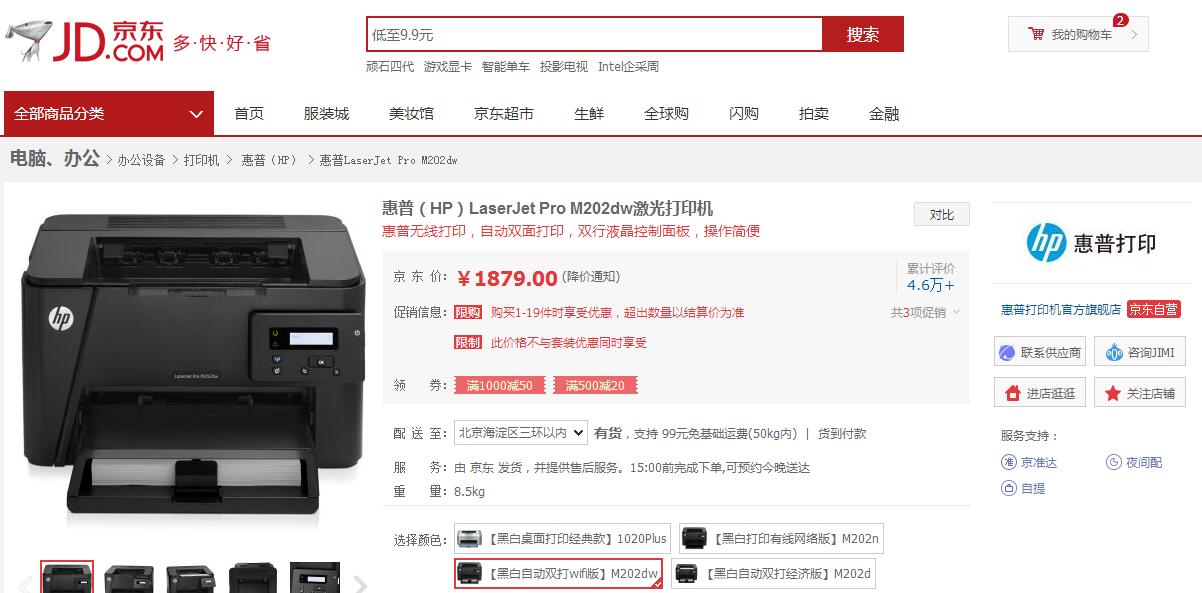 JD.COM 京东
多·快·好·省
低至9.9元
搜索
我的购物车
2
顽石四代 游戏显卡 智能单车 投影电视 Intel企采周
全部商品分类
首页 服装城 美妆馆 京东超市 生鲜 全球购 闪购 拍卖 金融
电脑、办公 > 办公设备 > 打印机 > 惠普（HP） > 惠普LaserJet Pro M202dw
惠普（HP）LaserJet Pro M202dw激光打印机
对比
惠普无线打印，自动双面打印，双行液晶控制面板，操作简便
京 东 价: ￥1879.00 (降价通知)
累计评价
4.6万+
促销信息: 限购 购买1-19件时享受优惠，超出数量以结算价为准
共3项促销
限制 此价格不与套装优惠同时享受
领 券: 满1000减50 满500减20
配 送 至: 北京海淀区三环以内 有货，支持 99元免基础运费(50kg内) | 货到付款
服 务: 由 京东 发货，并提供售后服务。15:00前完成下单,可预约今晚送达
重 量: 8.5kg
选择颜色: 【黑白桌面打印经典款】1020Plus 【黑白打印有线网络版】M202n
【黑白自动双打wifi版】M202dw 【黑白自动双打经济版】M202d
hp
LaserJet Pro M202dw
OK
hp 惠普打印
惠普打印机官方旗舰店 京东自营
联系供应商 咨询JIMI
进店逛逛 关注店铺
服务支持：
准 京准达 夜间配
自提